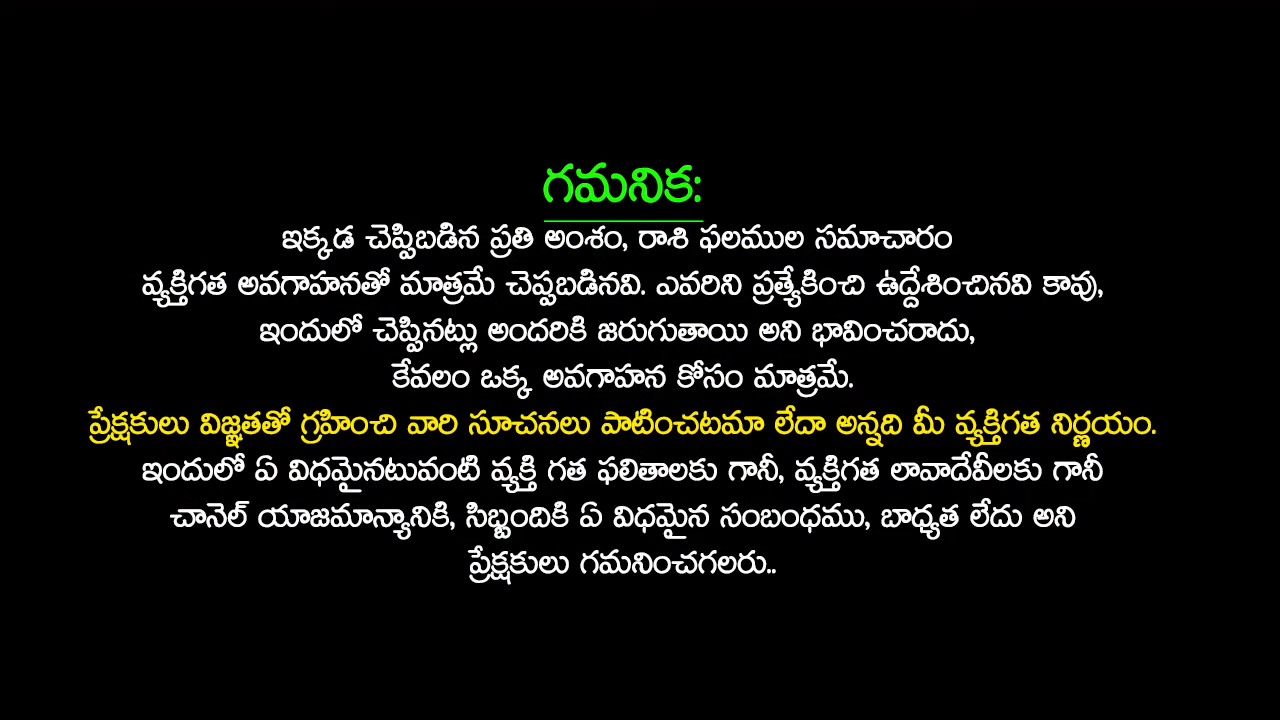 గమనిక:
ఇక్కడ చెప్పిబడిన ప్రతి అంశం, రాశి ఫలముల సమాచారం
వ్యక్తిగత అవగాహనతో మాత్రమే చెప్పబడినవి. ఎవరిని ప్రత్యేకించి ఉద్దేశించినవి కావు,
ఇందులో చెప్పినట్లు అందరికి జరుగుతాయి అని భావించరాదు,
కేవలం ఒక్క అవగాహన కోసం మాత్రమే.
ప్రేక్షకులు విజ్ఞతతో గ్రహించి వారి సూచనలు పాటించటమా లేదా అన్నది మీ వ్యక్తిగత నిర్ణయం.
ఇందులో ఏ విధమైనటువంటి వ్యక్తి గత ఫలితాలకు గానీ, వ్యక్తిగత లావాదేవీలకు గానీ
చానెల్ యాజమాన్యానికి, సిబ్బందికి ఏ విధమైన సంబంధము, బాధ్యత లేదు అని
ప్రేక్షకులు గమనించగలరు..